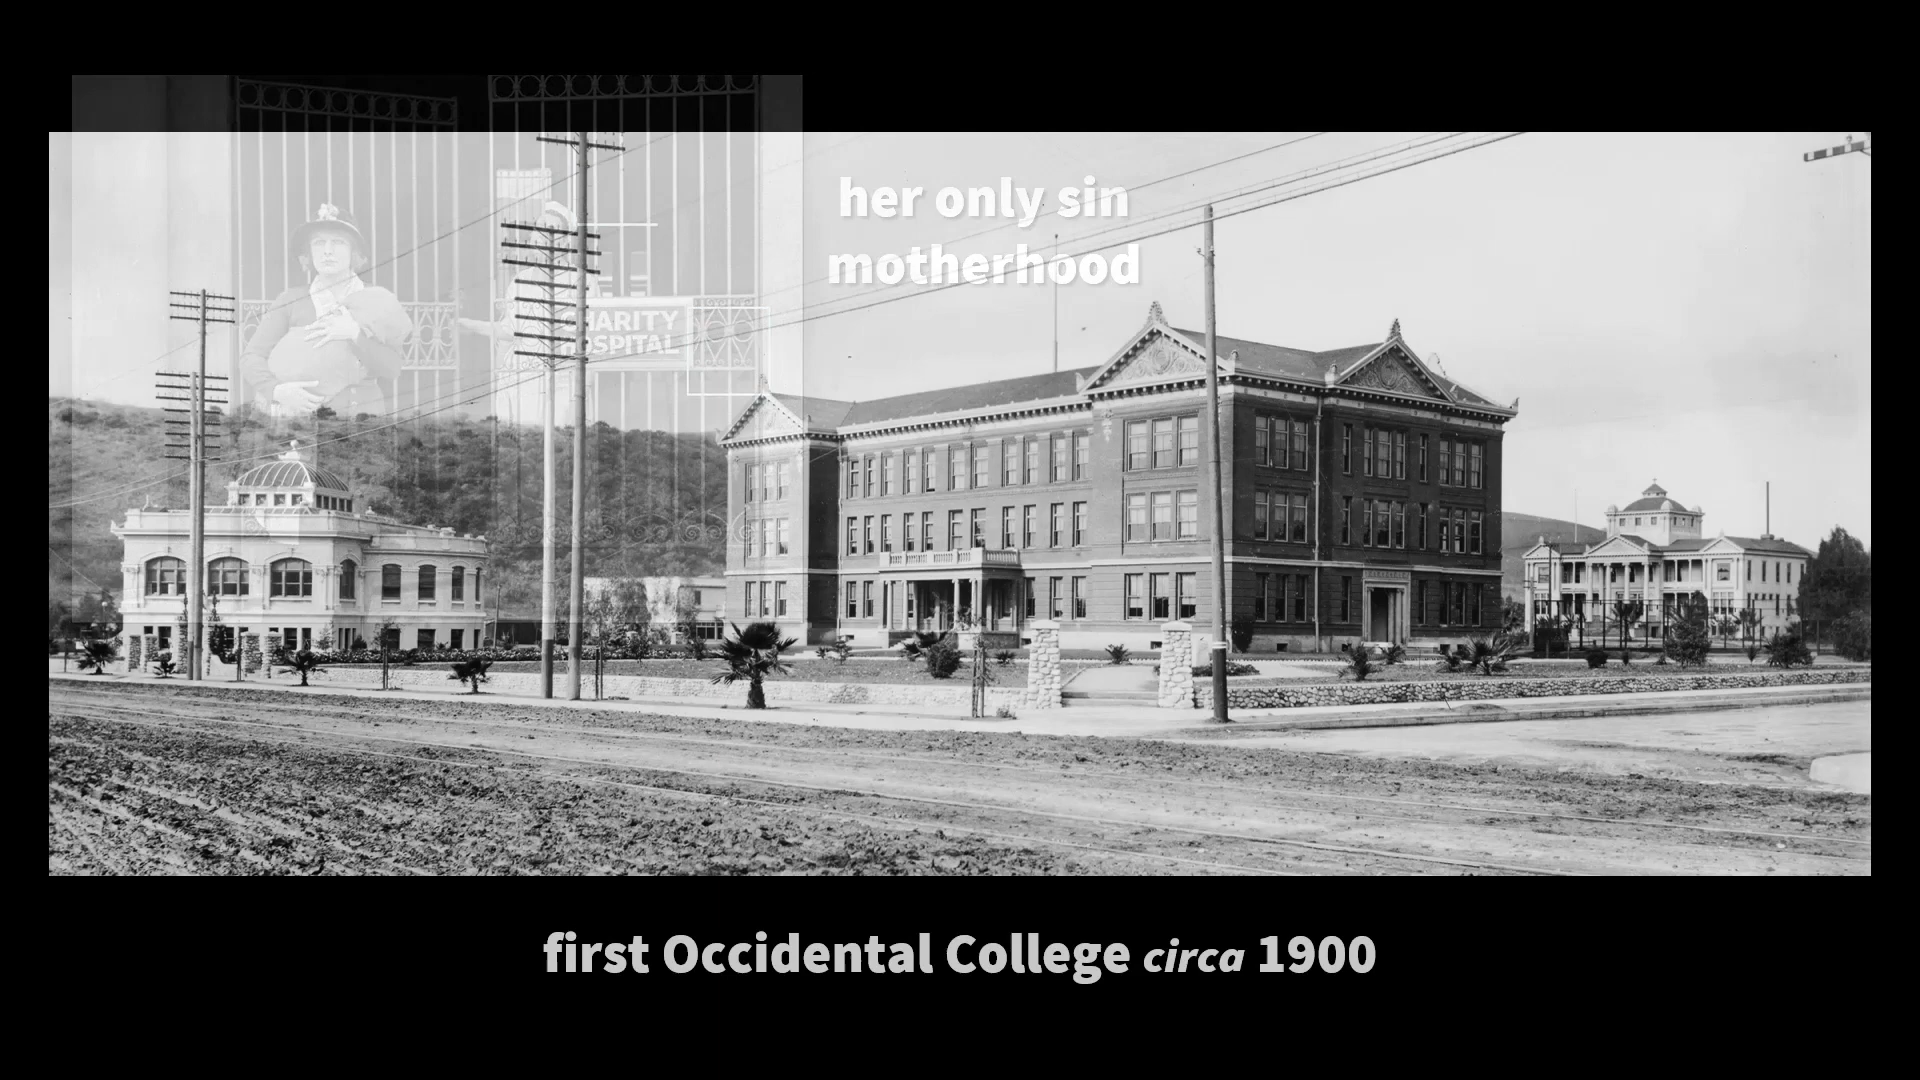 her only sin
motherhood
CHARITY
HOSPITAL
first Occidental College circa 1900